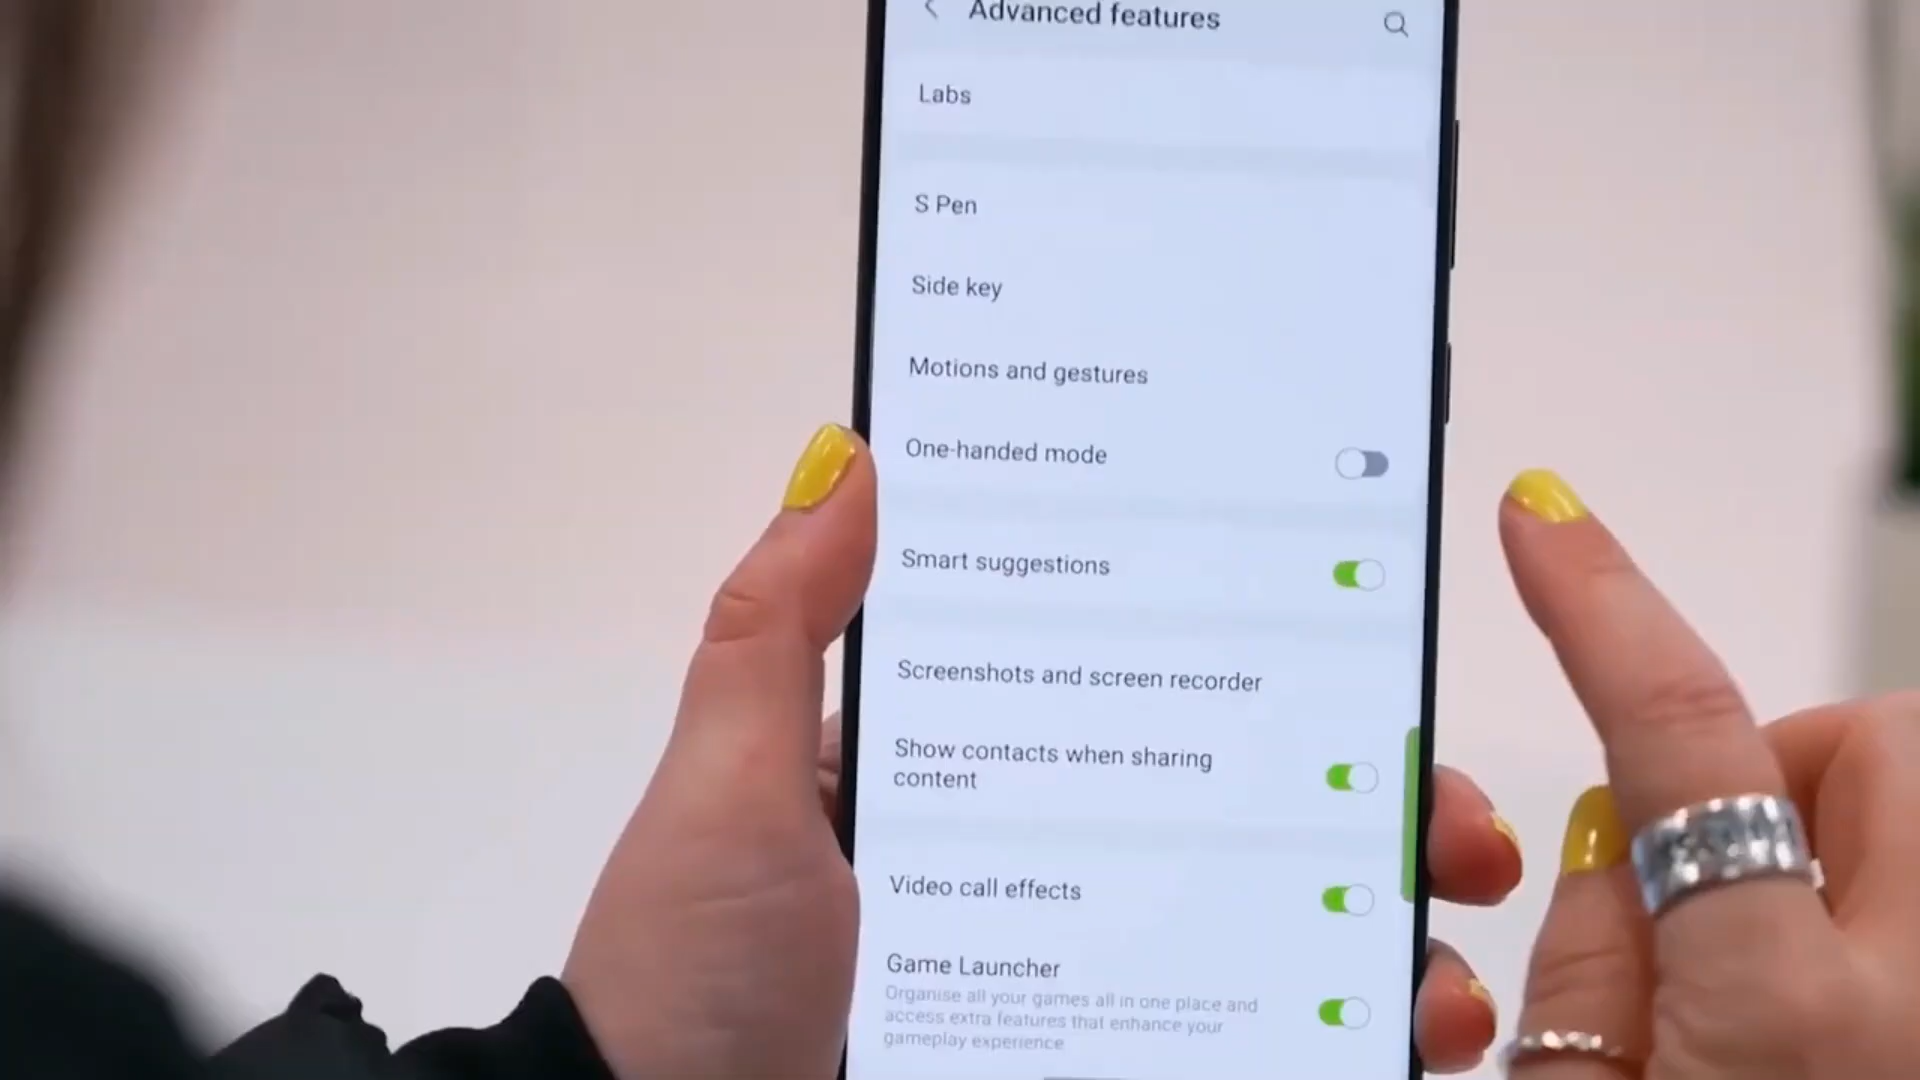 Advanced features
Labs
S Pen
Side key
Motions and gestures
One-handed mode
Smart suggestions
Screenshots and screen recorder
Show contacts when sharing
content
Video call effects
Game Launcher
Organise all your games all in one place and
access extra features that enhance your
gameplay experience